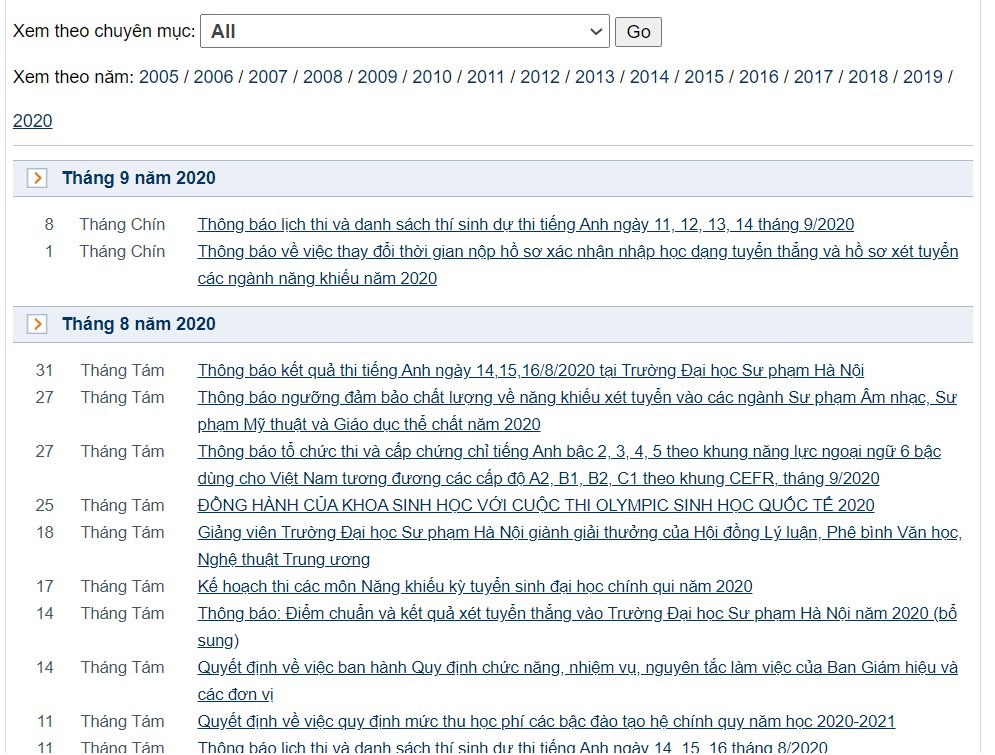 Xem theo chuyên mục: All Go
Xem theo năm: 2005 / 2006 / 2007 / 2008 / 2009 / 2010 / 2011 / 2012 / 2013 / 2014 / 2015 / 2016 / 2017 / 2018 / 2019 /
2020
Tháng 9 năm 2020
8 Tháng Chín Thông báo lịch thi và danh sách thí sinh dự thi tiếng Anh ngày 11, 12, 13, 14 tháng 9/2020
1 Tháng Chín Thông báo về việc thay đổi thời gian nộp hồ sơ xác nhận nhập học dạng tuyển thẳng và hồ sơ xét tuyển
các ngành năng khiếu năm 2020
Tháng 8 năm 2020
31 Tháng Tám Thông báo kết quả thi tiếng Anh ngày 14,15,16/8/2020 tại Trường Đại học Sư phạm Hà Nội
27 Tháng Tám Thông báo ngưỡng đảm bảo chất lượng về năng khiếu xét tuyển vào các ngành Sư phạm Âm nhạc, Sư
phạm Mỹ thuật và Giáo dục thể chất năm 2020
27 Tháng Tám Thông báo tổ chức thi và cấp chứng chỉ tiếng Anh bậc 2, 3, 4, 5 theo khung năng lực ngoại ngữ 6 bậc
dùng cho Việt Nam tương đương các cấp độ A2, B1, B2, C1 theo khung CEFR, tháng 9/2020
25 Tháng Tám ĐỒNG HÀNH CỦA KHOA SINH HỌC VỚI CUỘC THI OLYMPIC SINH HỌC QUỐC TẾ 2020
18 Tháng Tám Giảng viên Trường Đại học Sư phạm Hà Nội giành giải thưởng của Hội đồng Lý luận, Phê bình Văn học,
Nghệ thuật Trung ương
17 Tháng Tám Kế hoạch thi các môn Năng khiếu kỳ tuyển sinh đại học chính qui năm 2020
14 Tháng Tám Thông báo: Điểm chuẩn và kết quả xét tuyển thẳng vào Trường Đại học Sư phạm Hà Nội năm 2020 (bổ
sung)
14 Tháng Tám Quyết định về việc ban hành Quy định chức năng, nhiệm vụ, nguyên tắc làm việc của Ban Giám hiệu và
các đơn vị
11 Tháng Tám Quyết định về việc quy định mức thu học phí các bậc đào tạo hệ chính quy năm học 2020-2021
11 Tháng Tám Thông báo lịch thi và danh sách thí sinh dự thi tiếng Anh ngày 14, 15, 16 tháng 8/2020